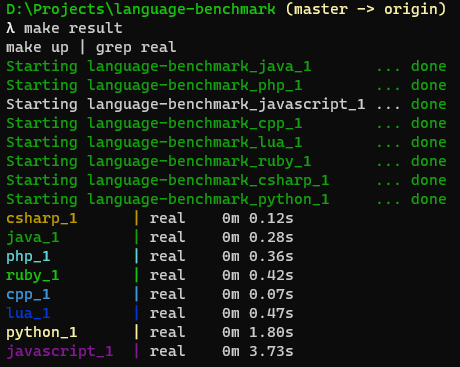 D:\Projects\language-benchmark (master -> origin)
λ make result
make up | grep real
Starting language-benchmark_java_1       ... done
Starting language-benchmark_php_1        ... done
Starting language-benchmark_javascript_1 ... done
Starting language-benchmark_cpp_1        ... done
Starting language-benchmark_lua_1        ... done
Starting language-benchmark_ruby_1       ... done
Starting language-benchmark_csharp_1     ... done
Starting language-benchmark_python_1     ... done
csharp_1      | real    0m 0.12s
java_1        | real    0m 0.28s
php_1         | real    0m 0.36s
ruby_1        | real    0m 0.42s
cpp_1         | real    0m 0.07s
lua_1         | real    0m 0.47s
python_1      | real    0m 1.80s
javascript_1  | real    0m 3.73s